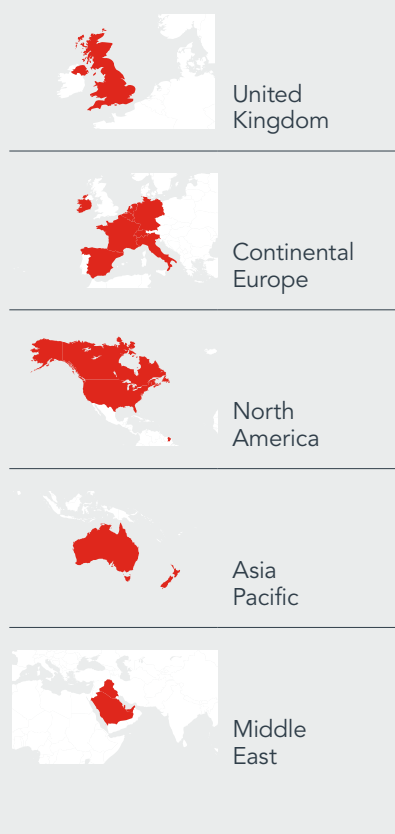 United
Kingdom
Continental
Europe
North
America
Asia
Pacific
Middle
East